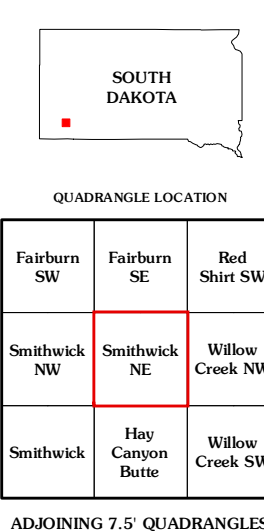 SOUTH
DAKOTA
QUADRANGLE LOCATION
Fairburn
SW
Fairburn
SE
Red
Shirt SW
Smithwick
NW
Smithwick
NE
Willow
Creek NW
Smithwick
Hay
Canyon
Butte
Willow
Creek SW
ADJOINING 7.5' QUADRANGLES